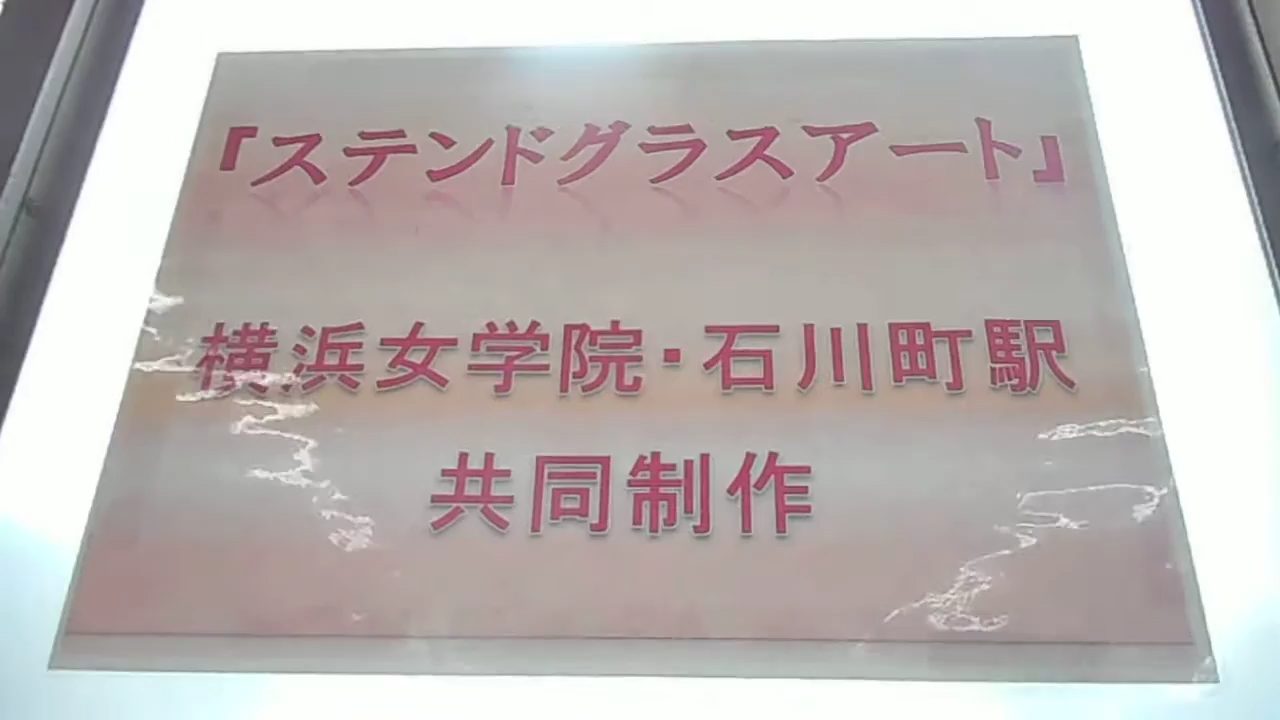 『ステンドグラスアート』
横浜女学院・石川町駅
共同制作